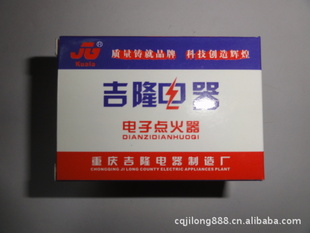 JU®
Kuaile
质量铸就品牌 科技创造辉煌
吉隆电器
电子点火器
DIANZIDIANHUOQI
重庆吉隆电器制造厂
CHONGQING JI LONG COUNTY ELECTRIC APPLIANCES PLANT
cqjilong888.cn.alibaba.com